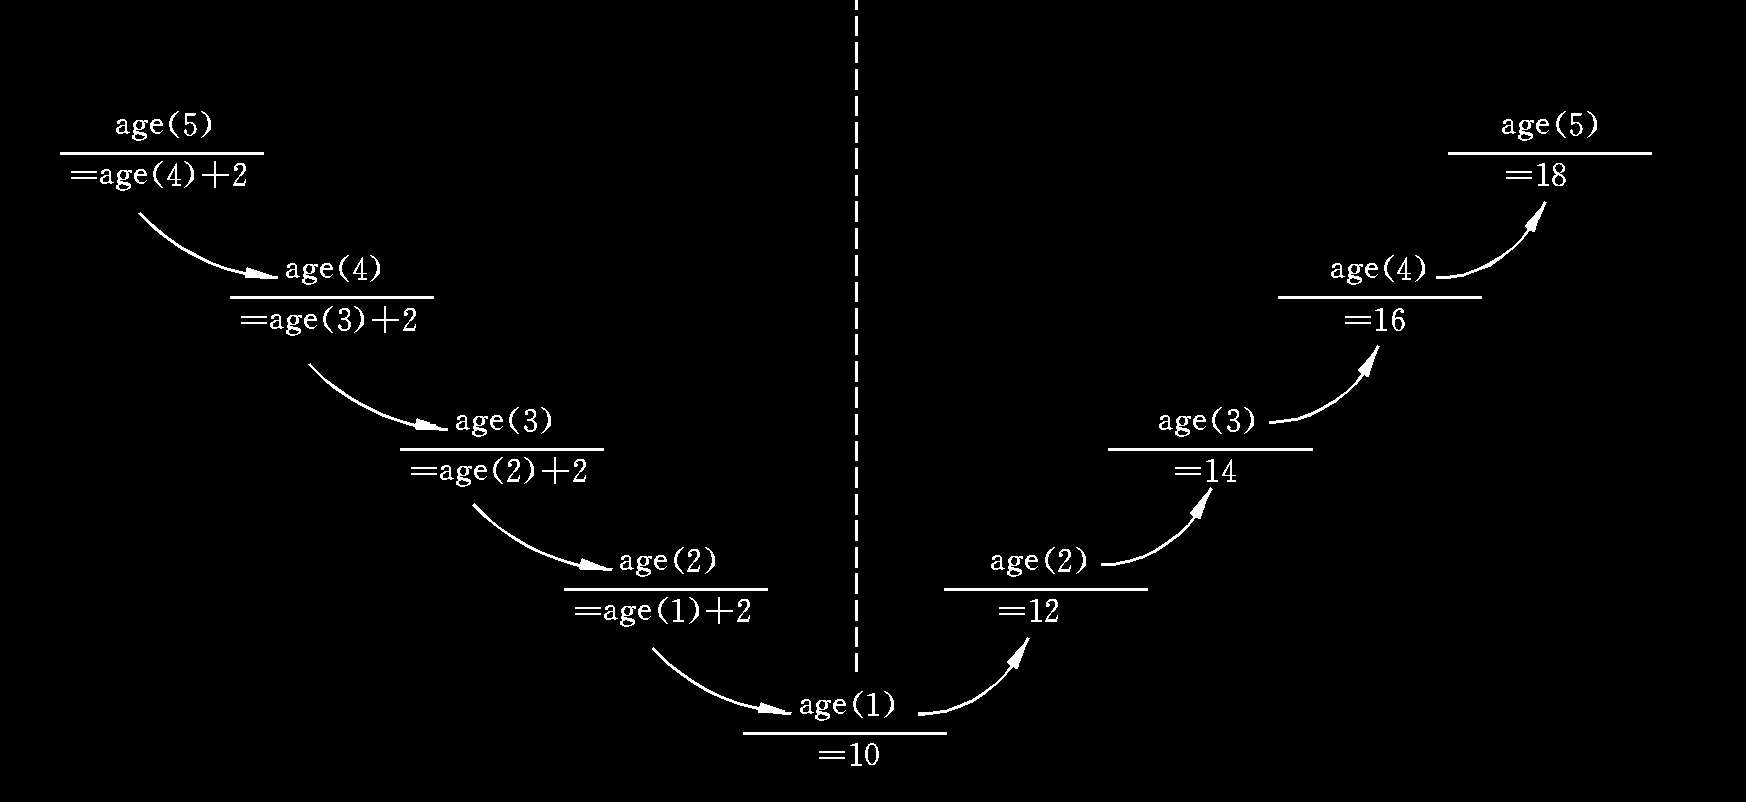 age(5)
=age(4)+2
age(4)
=age(3)+2
age(3)
=age(2)+2
age(2)
=age(1)+2
age(1)
=10
age(2)
=12
age(3)
=14
age(4)
=16
age(5)
=18